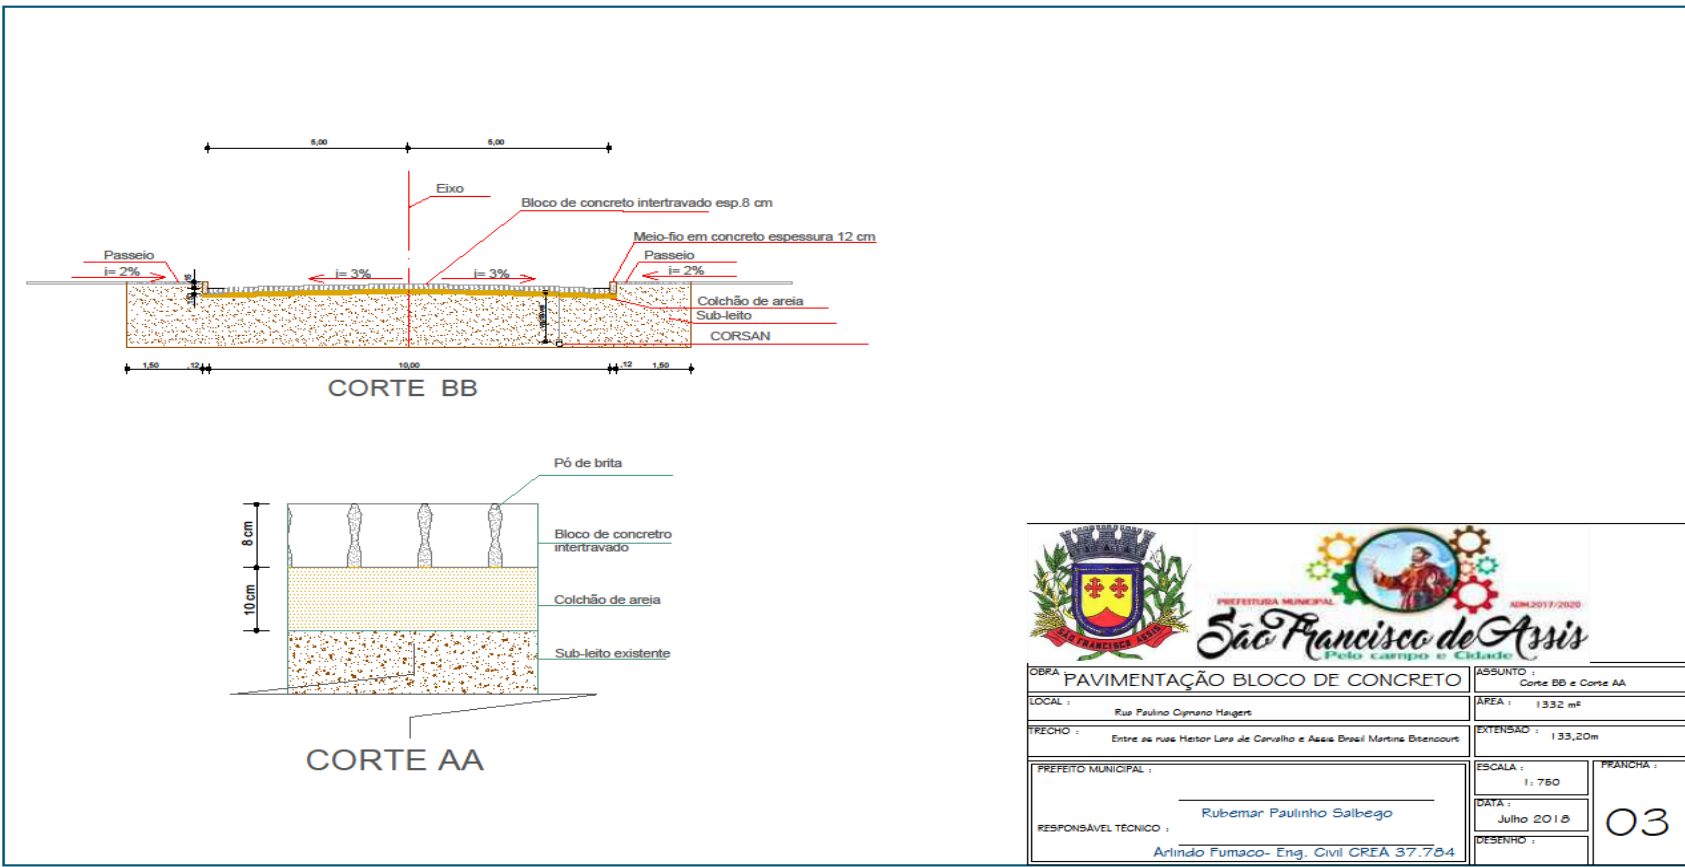 5,00 5,00
Eixo
Bloco de concreto intertravado esp.8 cm
Meio-fio em concreto espessura 12 cm
Passeio
i= 2%
i= 3%
i= 3%
Passeio
i= 2%
Colchão de areia
Sub-leito
CORSAN
1,50 ,12 10,00 ,12 1,50
CORTE BB
Pó de brita
8 cm
Bloco de concretro
intertravado
10 cm
Colchão de areia
Sub-leito existente
CORTE AA
SÃO FRANCISCO ASSIS
PREFEITURA MUNICIPAL
ADM.2017/2020
São Francisco de Assis
Pelo campo e Cidade
OBRA : PAVIMENTAÇÃO BLOCO DE CONCRETO
ASSUNTO :
Corte BB e Corte AA
LOCAL :
Rua Paulino Cipriano Haigert
ÁREA : 1332 m²
TRECHO :
Entre as ruas Heitor Lara de Carvalho e Assis Brasil Martins Bitencourt
EXTENSÃO : 133,20m
PREFEITO MUNICIPAL :
Rubemar Paulinho Salbego
RESPONSÁVEL TÉCNICO :
Arlindo Fumaco- Eng. Civil CREA 37.784
ESCALA :
1: 750
DATA :
Julho 2018
DESENHO :
PRANCHA :
03